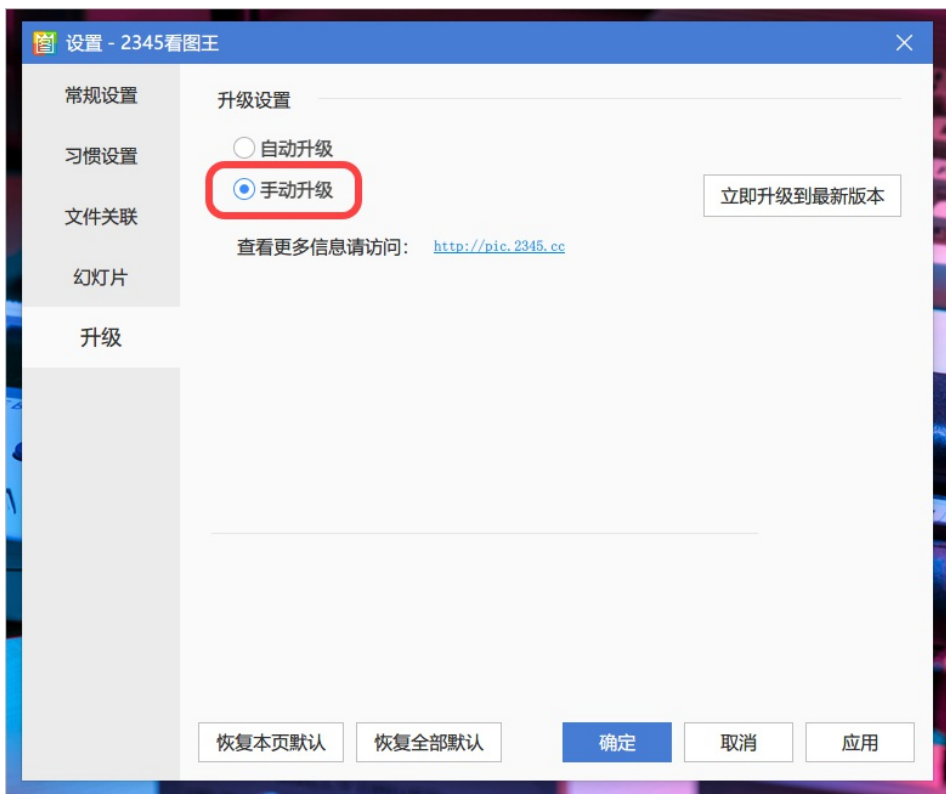 设置 - 2345看图王
常规设置
习惯设置
文件关联
幻灯片
升级
升级设置
自动升级
手动升级
立即升级到最新版本
查看更多信息请访问： http://pic.2345.cc
恢复本页默认 恢复全部默认 确定 取消 应用